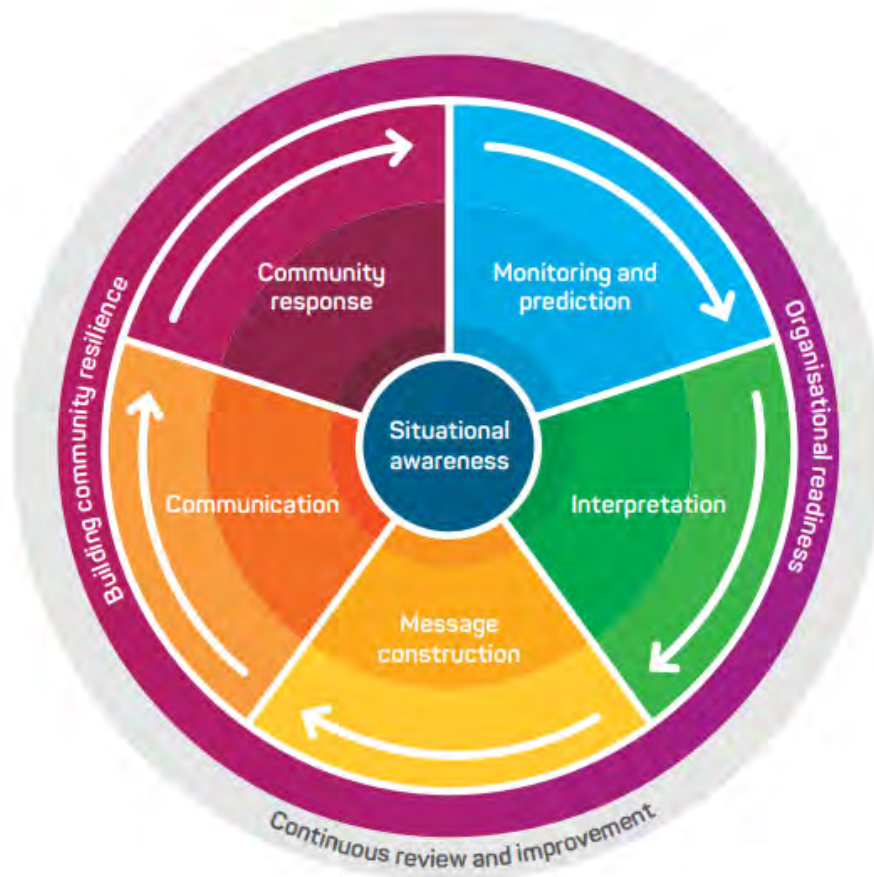 Community
response
Monitoring and
prediction
Situational
awareness
Communication
Interpretation
Message
construction
Building community resilience
Organisational readiness
Continuous review and improvement